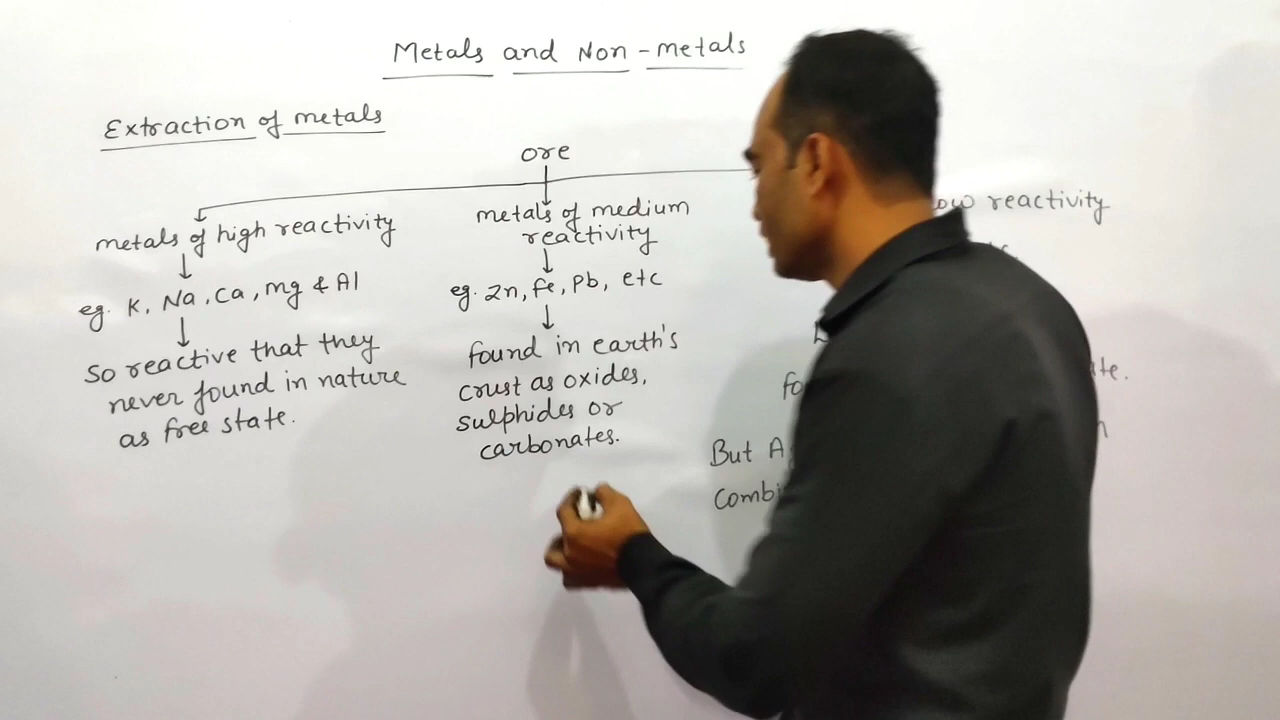 Metals and Non-metals
Extraction of metals
ore
metals of high reactivity
eg. K, Na, Ca, mg & Al
so reactive that they
never found in nature
as free state.
metals of medium
reactivity
eg. Zn, Fe, Pb, etc
found in earth's
crust as oxides,
sulphides or
carbonates.
reactivity
But